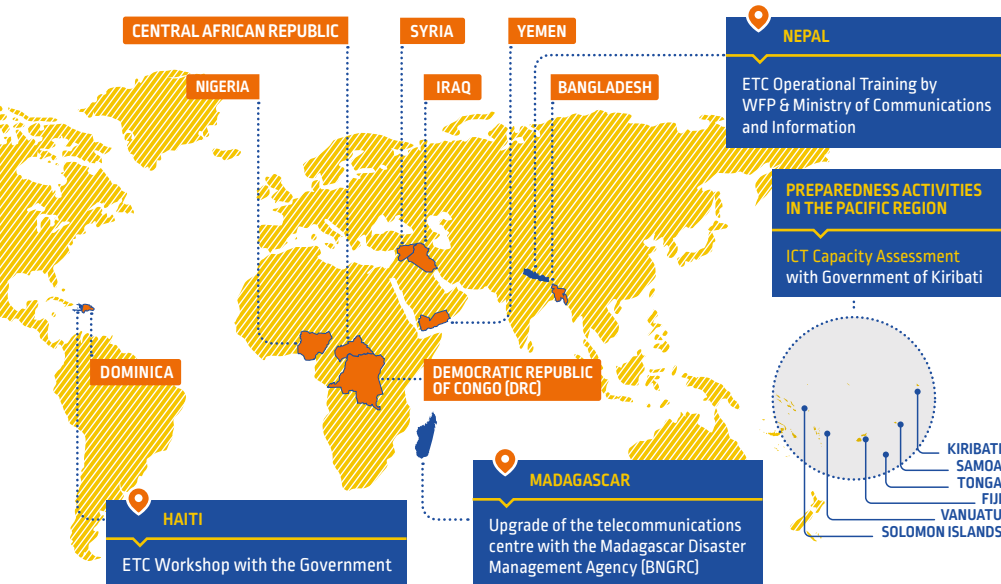 CENTRAL AFRICAN REPUBLIC
SYRIA
YEMEN
NIGERIA
IRAQ
BANGLADESH
NEPAL
ETC Operational Training by
WFP & Ministry of Communications
and Information
PREPAREDNESS ACTIVITIES
IN THE PACIFIC REGION
ICT Capacity Assessment
with Government of Kiribati
DOMINICA
DEMOCRATIC REPUBLIC
OF CONGO (DRC)
KIRIBATI
SAMOA
TONGA
FIJI
VANUATU
SOLOMON ISLANDS
HAITI
ETC Workshop with the Government
MADAGASCAR
Upgrade of the telecommunications
centre with the Madagascar Disaster
Management Agency (BNGRC)